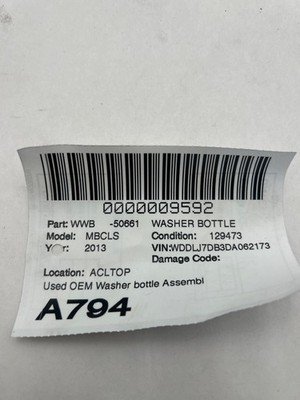 0000009592
Part: WWB -50661 WASHER BOTTLE
Model: MBCLS Condition: 129473
Year: 2013 VIN:WDDLJ7DB3DA062173
Damage Code:
Location: ACLTOP
Used OEM Washer bottle Assembl
A794